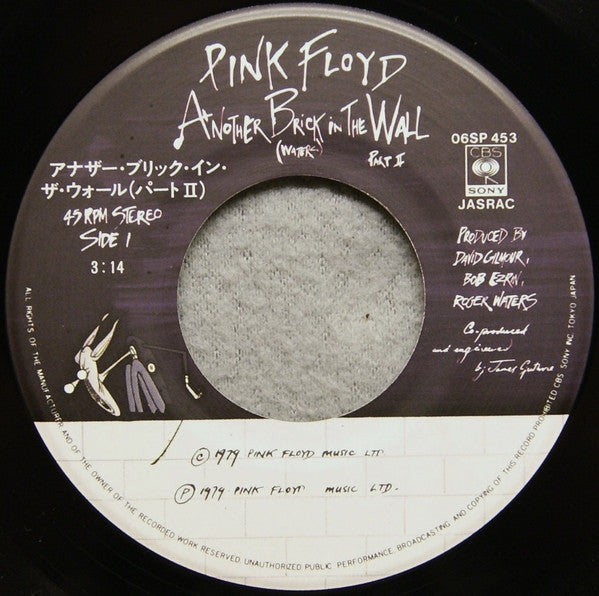 PINK FLOYD
ANOTHER BRICK IN THE WALL
(WATERS)
PART II
アナザー・ブリック・イン・
ザ・ウォール(パートⅡ)
45 RPM STEREO
SIDE 1
3:14
06SP 453
CBS
SONY
JASRAC
PRODUCED BY
DAVID GILMOUR,
BOB EZRIN,
ROGER WATERS
Co-produced
and engineered
by James Guthrie
© 1979 PINK FLOYD MUSIC LTD
℗ 1979 PINK FLOYD MUSIC LTD.
ALL RIGHTS OF THE MANUFACTURER AND OF THE OWNER OF THE RECORDED WORK RESERVED. UNAUTHORIZED PUBLIC PERFORMANCE, BROADCASTING AND COPYING OF THIS RECORD PROHIBITED CBS SONY INC. TOKYO JAPAN